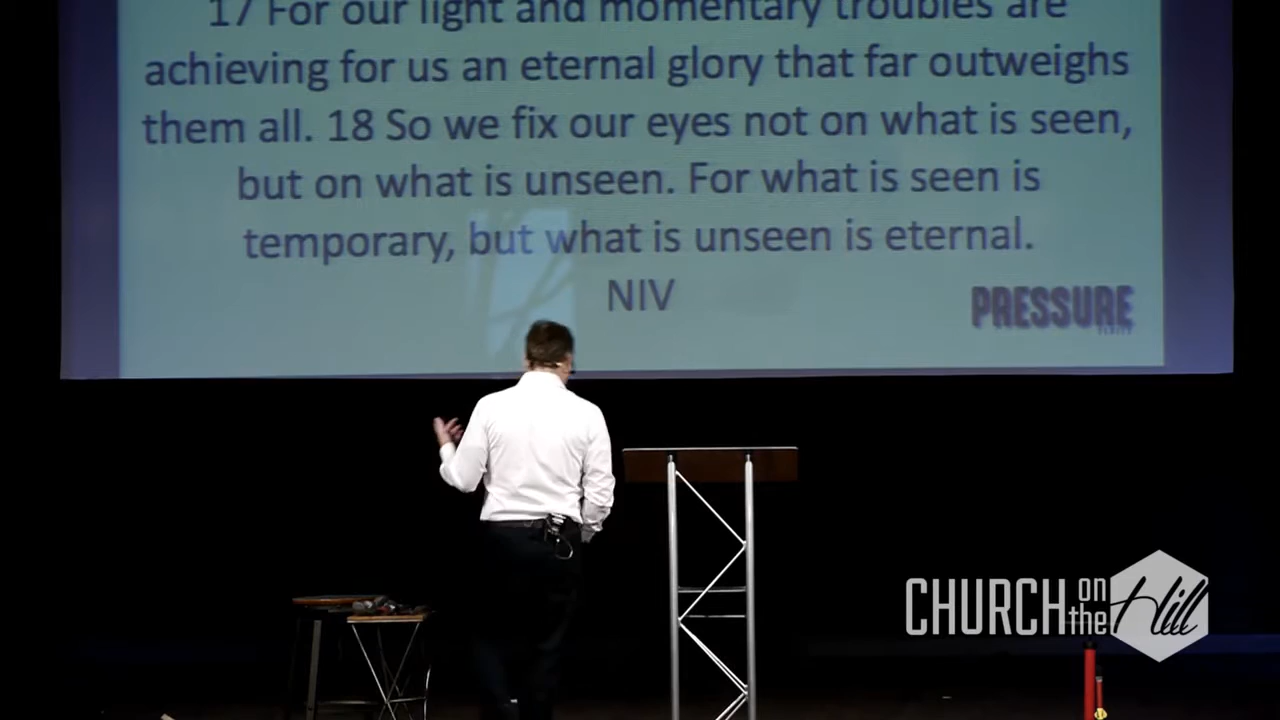 17 For our light and momentary troubles are
achieving for us an eternal glory that far outweighs
them all. 18 So we fix our eyes not on what is seen,
but on what is unseen. For what is seen is
temporary, but what is unseen is eternal.
NIV
PRESSURE
CHURCH on the Hill